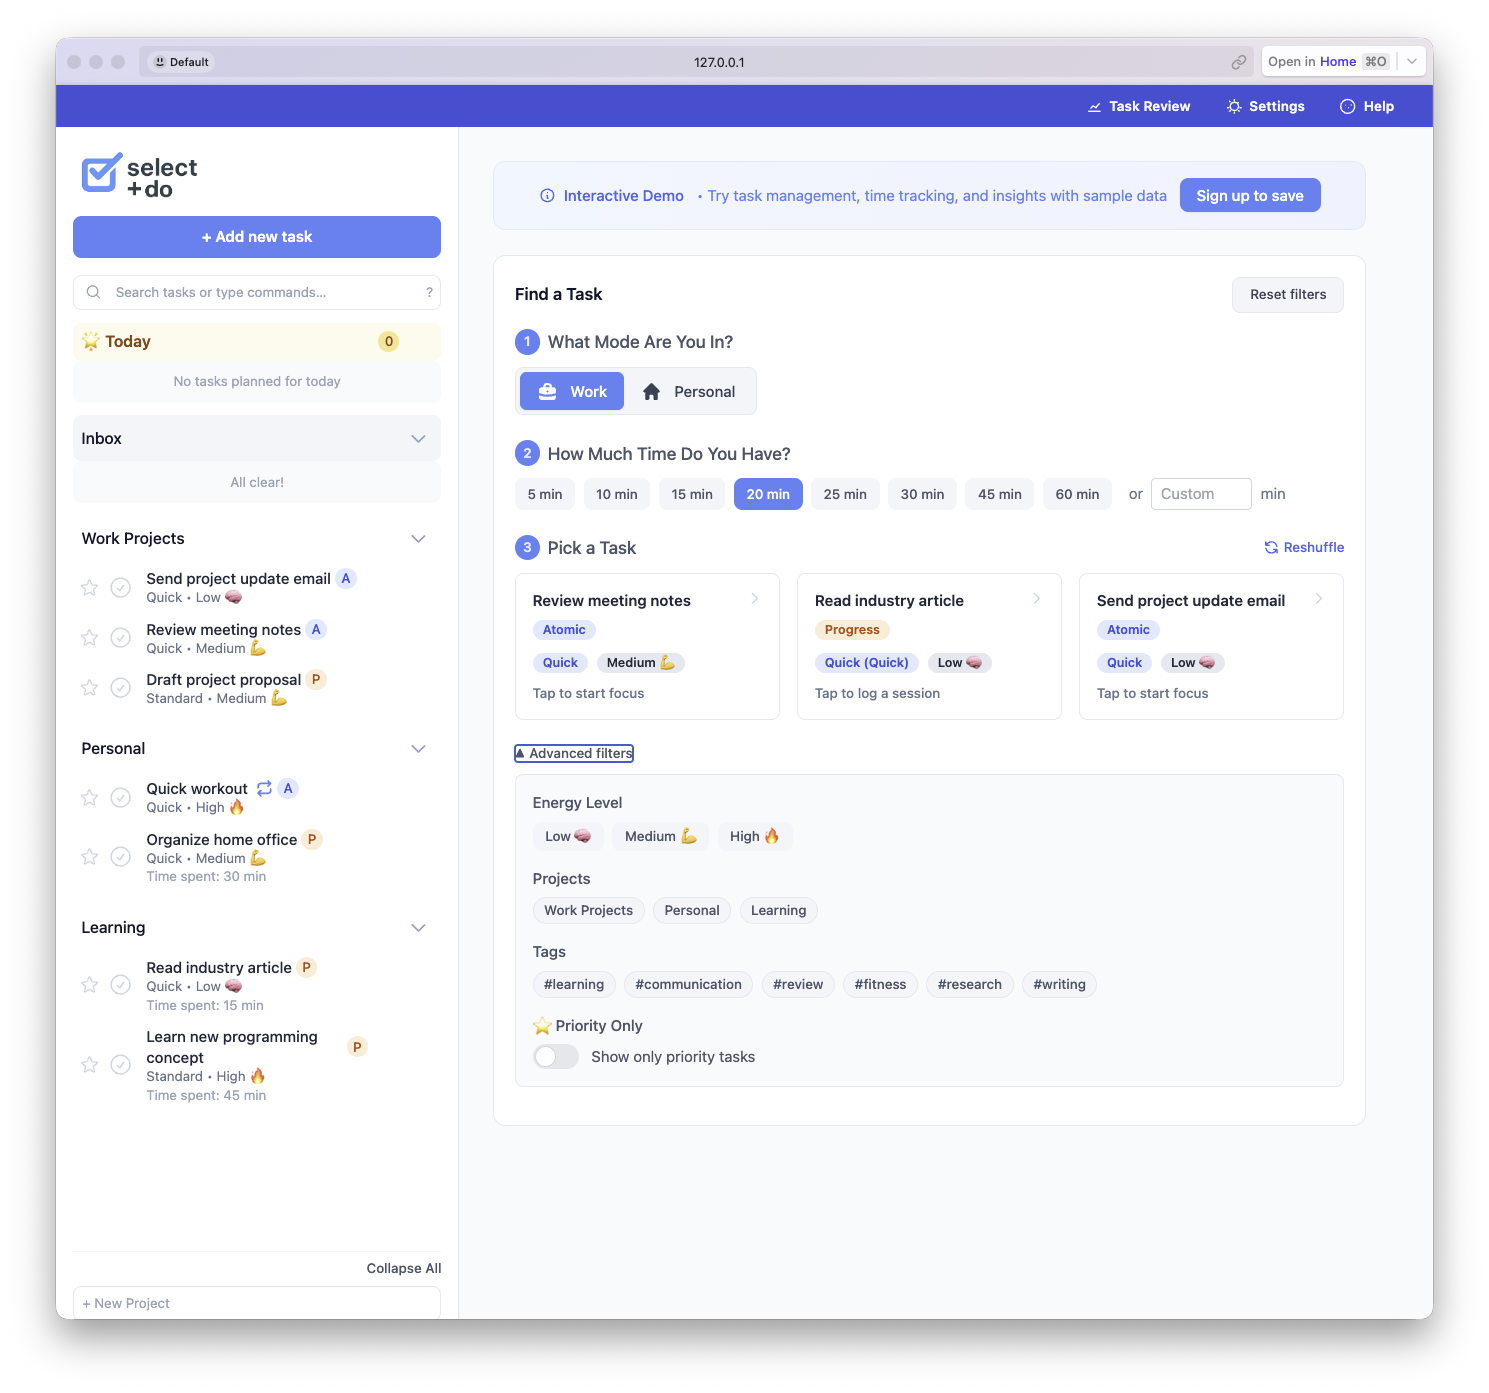 Default
127.0.0.1
Open in Home ⌘O
Task Review
Settings
Help
select
+do
+ Add new task
Search tasks or type commands... ?
🌟 Today 0
No tasks planned for today
Inbox
All clear!
Work Projects
Send project update email A
Quick • Low 🧠
Review meeting notes A
Quick • Medium 💪
Draft project proposal P
Standard • Medium 💪
Personal
Quick workout A
Quick • High 🔥
Organize home office P
Quick • Medium 💪
Time spent: 30 min
Learning
Read industry article P
Quick • Low 🧠
Time spent: 15 min
Learn new programming
concept P
Standard • High 🔥
Time spent: 45 min
Collapse All
+ New Project
Interactive Demo • Try task management, time tracking, and insights with sample data Sign up to save
Find a Task Reset filters
1 What Mode Are You In?
Work Personal
2 How Much Time Do You Have?
5 min 10 min 15 min 20 min 25 min 30 min 45 min 60 min or Custom min
3 Pick a Task Reshuffle
Review meeting notes
Atomic
Quick Medium 💪
Tap to start focus
Read industry article
Progress
Quick (Quick) Low 🧠
Tap to log a session
Send project update email
Atomic
Quick Low 🧠
Tap to start focus
▲ Advanced filters
Energy Level
Low 🧠 Medium 💪 High 🔥
Projects
Work Projects Personal Learning
Tags
#learning #communication #review #fitness #research #writing
⭐ Priority Only
Show only priority tasks